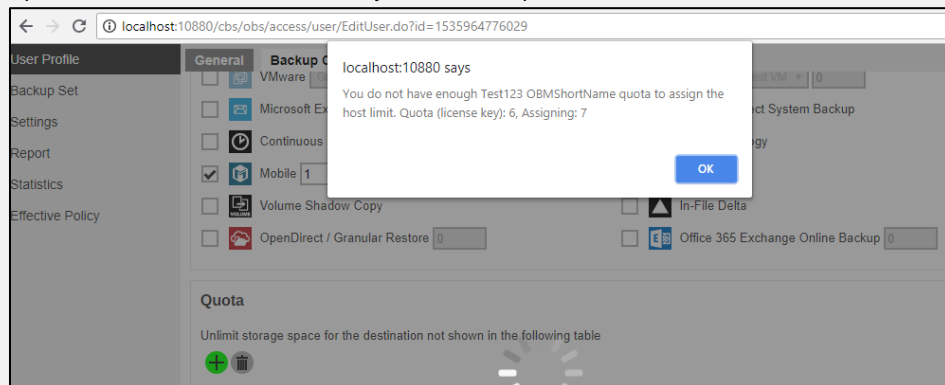 localhost:10880/cbs/obs/access/user/EditUser.do?id=1535964776029
User Profile
General Backup
localhost:10880 says
Backup Set
VMware
VM 0
You do not have enough Test123 OBMShortName quota to assign the
host limit. Quota (license key): 6, Assigning: 7
Settings
Microsoft
System Backup
Continuous
Report
OK
Mobile 1
Statistics
Volume Shadow Copy
In-File Delta
Effective Policy
OpenDirect / Granular Restore 0
Office 365 Exchange Online Backup 0
Quota
Unlimit storage space for the destination not shown in the following table